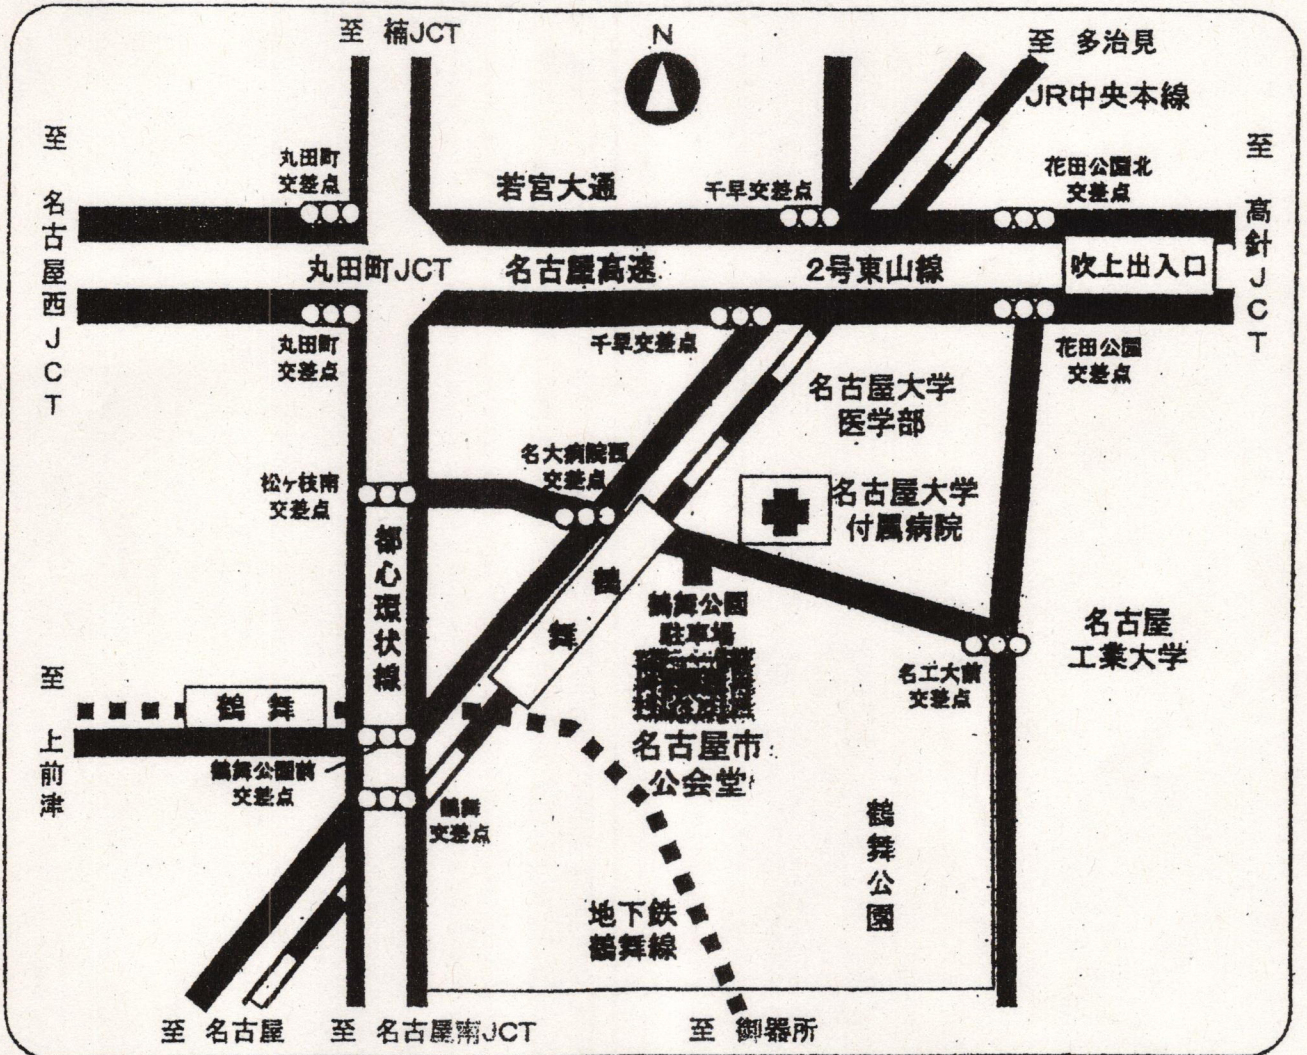 至 楠JCT
N
至 多治見
JR中央本線
至 名古屋西JCT
丸田町
交差点
若宮大通
千早交差点
花田公園北
交差点
至 高針JCT
丸田町JCT
名古屋高速
2号東山線
吹上出入口
丸田町
交差点
千早交差点
花田公園
交差点
名古屋大学
医学部
名大病院西
交差点
松ヶ枝南
交差点
名古屋大学
付属病院
都心環状線
鶴舞
鶴舞公園
駐車場
名古屋
工業大学
名工大前
交差点
至 上前津
鶴舞
名古屋市
公会堂
鶴舞公園前
交差点
鶴舞
交差点
鶴舞公園
地下鉄
鶴舞線
至 名古屋
至 名古屋南JCT
至 御器所